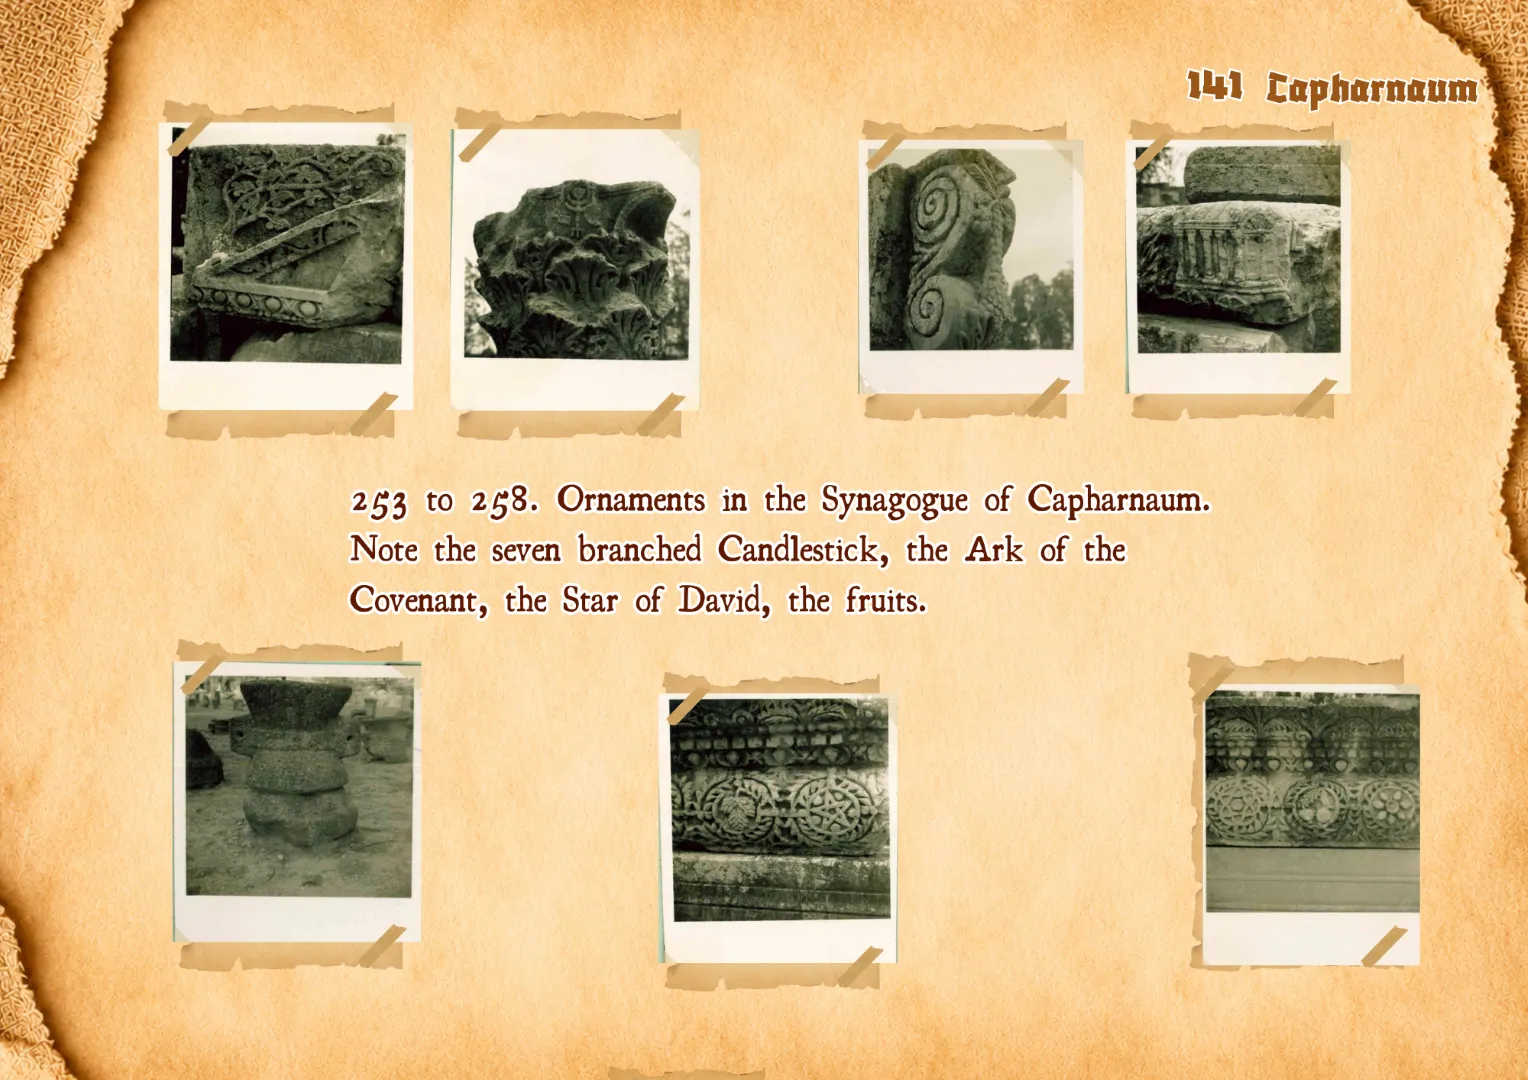 141 Capharnaum
253 to 258. Ornaments in the Synagogue of Capharnaum.
Note the seven branched Candlestick, the Ark of the
Covenant, the Star of David, the fruits.